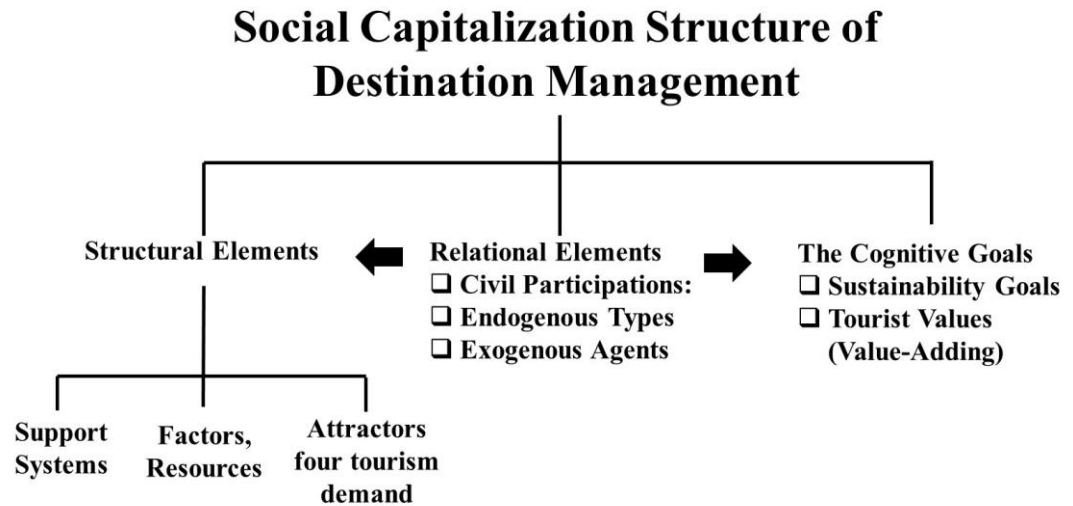 Social Capitalization Structure of
Destination Management
Structural Elements
Relational Elements
❑ Civil Participations:
❑ Endogenous Types
❑ Exogenous Agents
The Cognitive Goals
❑ Sustainability Goals
❑ Tourist Values
(Value-Adding)
Support
Systems
Factors,
Resources
Attractors
four tourism
demand